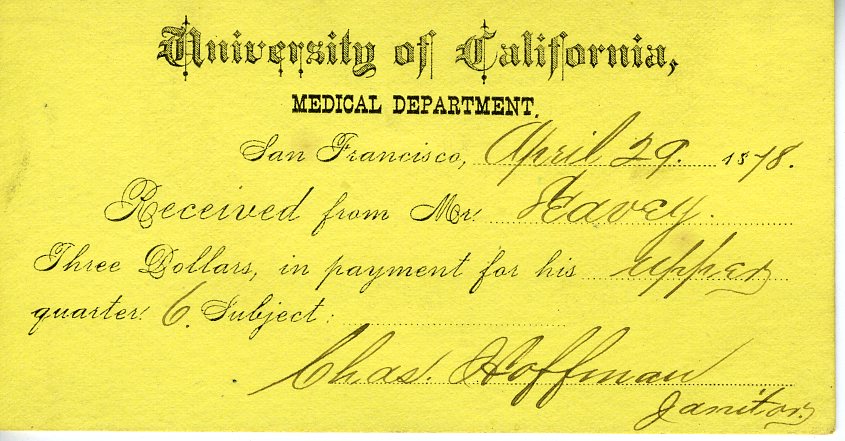 University of California,
MEDICAL DEPARTMENT.
San Francisco, April 29. 1878.
Received from Mr. Seavey.
Three Dollars, in payment for his upper
quarter. 6. Subject:
Chas. Hoffman
Janitor.